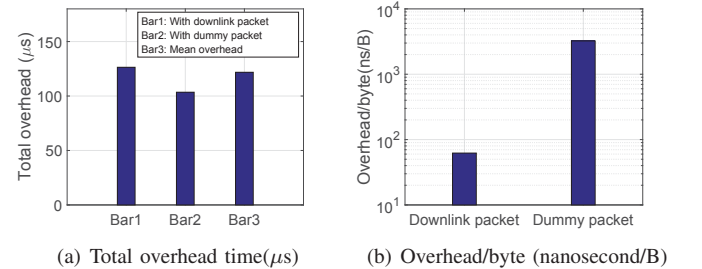 Total overhead (μs)
150
100
50
0
Bar1: With downlink packet
Bar2: With dummy packet
Bar3: Mean overhead
Bar1 Bar2 Bar3
(a) Total overhead time(μs)
Overhead/byte(ns/B)
10^4
10^3
10^2
10^1
Downlink packet Dummy packet
(b) Overhead/byte (nanosecond/B)